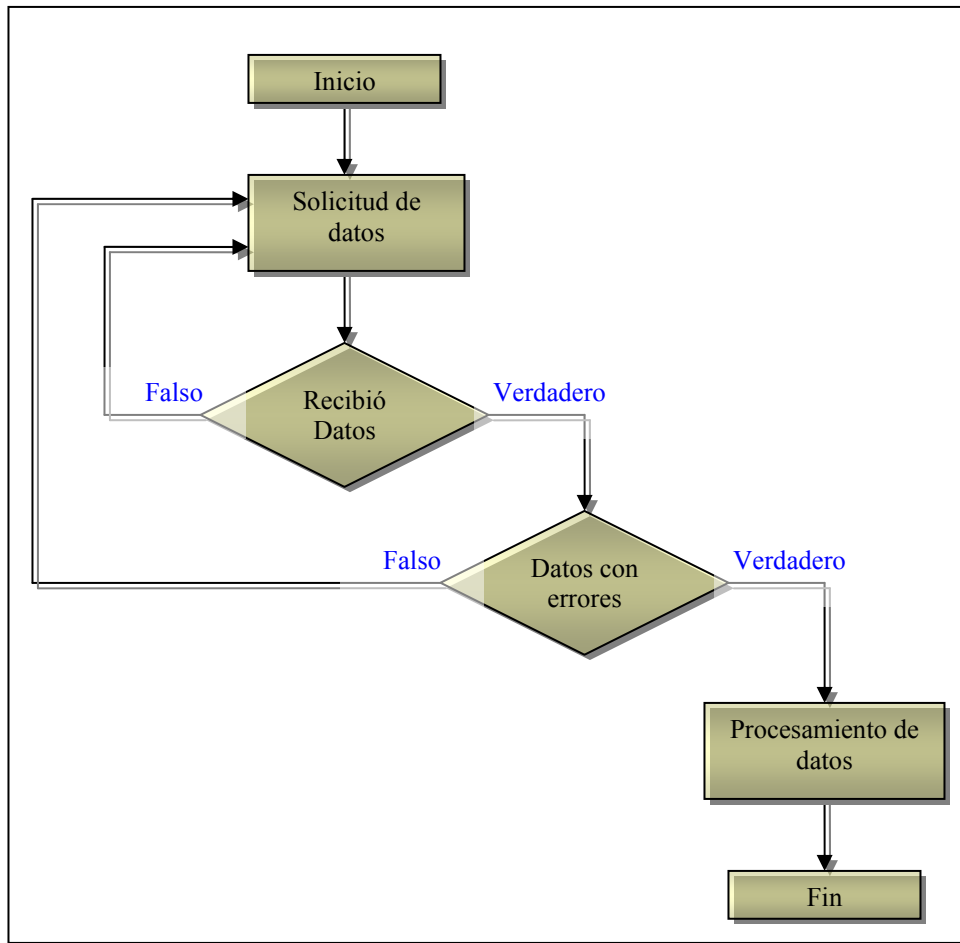 Inicio
Solicitud de
datos
Falso
Recibió
Datos
Verdadero
Falso
Datos con
errores
Verdadero
Procesamiento de
datos
Fin